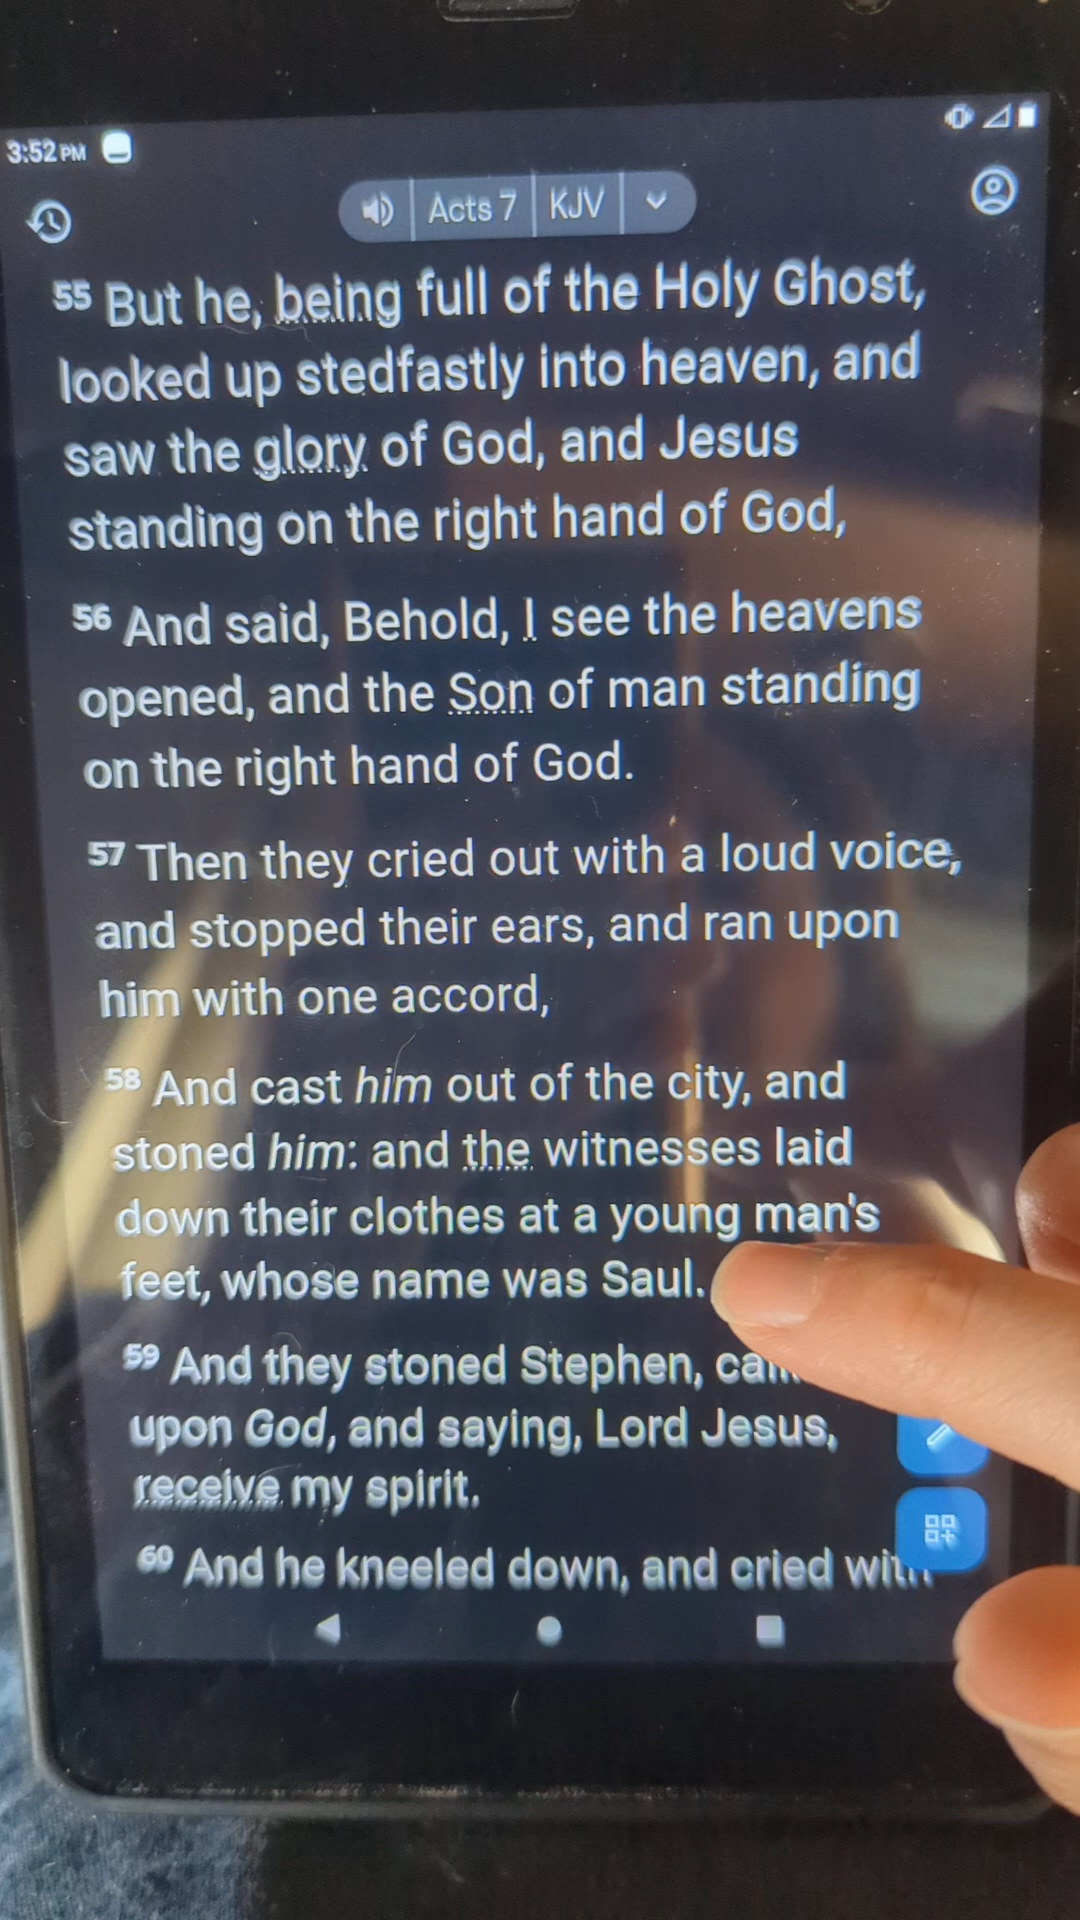 3:52 PM
Acts 7 KJV
55 But he, being full of the Holy Ghost,
looked up stedfastly into heaven, and
saw the glory of God, and Jesus
standing on the right hand of God,
56 And said, Behold, I see the heavens
opened, and the Son of man standing
on the right hand of God.
57 Then they cried out with a loud voice,
and stopped their ears, and ran upon
him with one accord,
58 And cast him out of the city, and
stoned him: and the witnesses laid
down their clothes at a young man's
feet, whose name was Saul.
59 And they stoned Stephen,
upon God, and saying, Lord Jesus,
receive my spirit.
60 And he kneeled down, and cried with